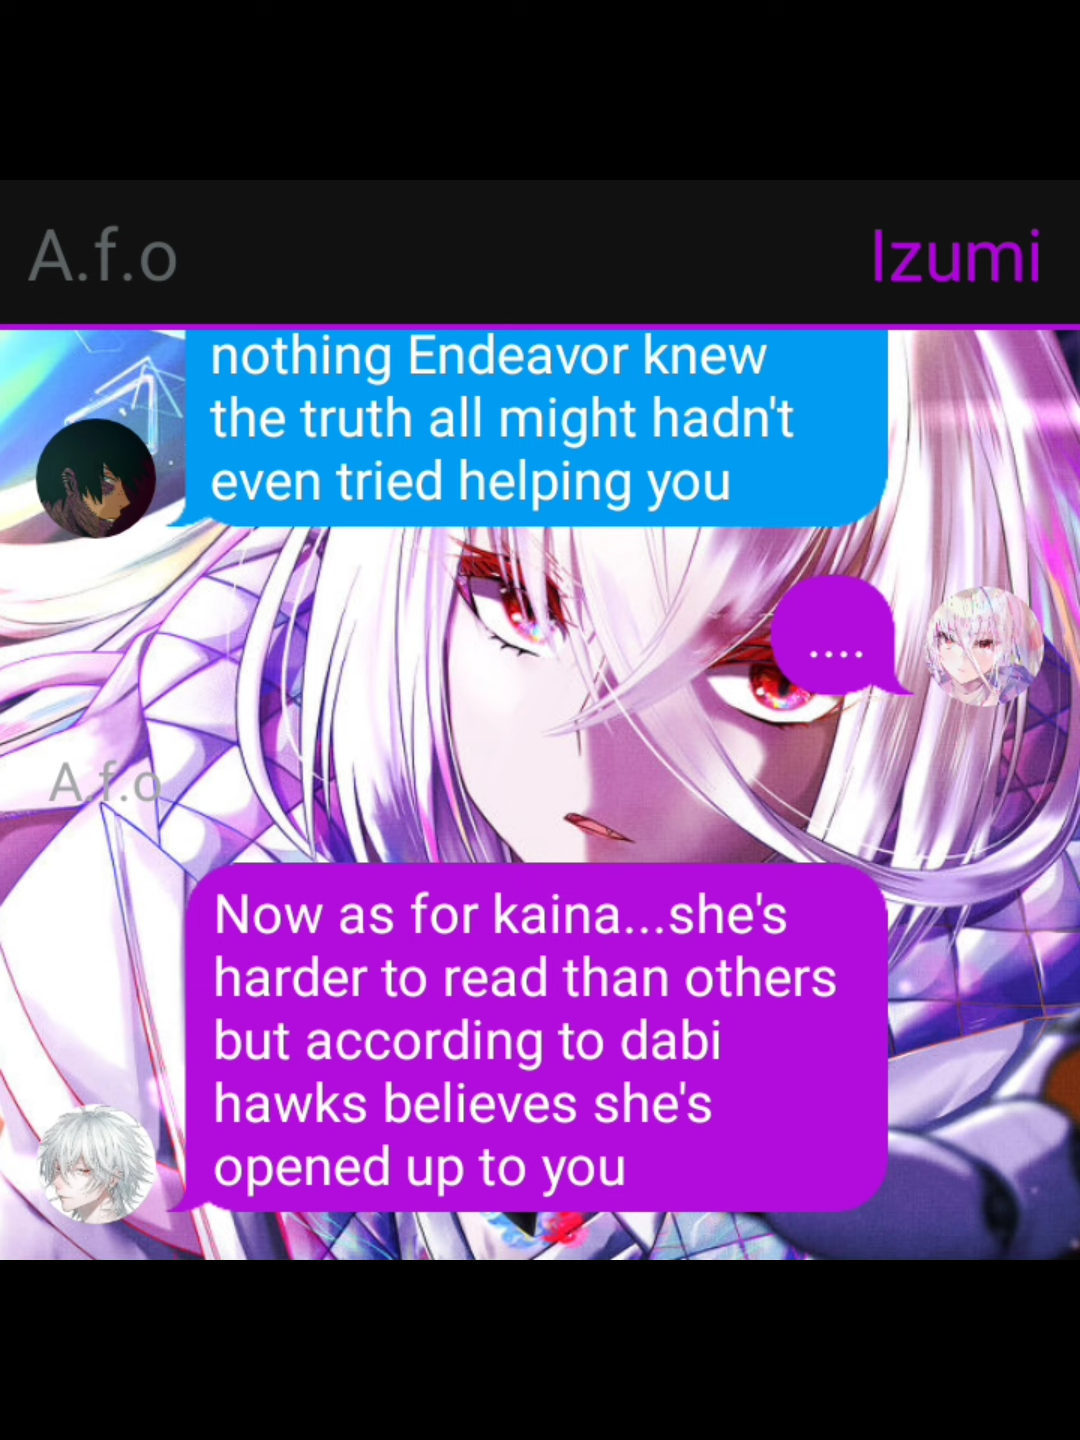 A.f.o
Izumi
nothing Endeavor knew
the truth all might hadn't
even tried helping you
....
A.f.o
Now as for kaina...she's
harder to read than others
but according to dabi
hawks believes she's
opened up to you